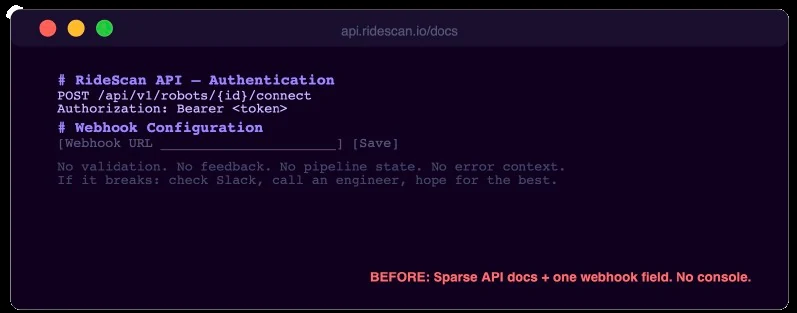 api.ridescan.io/docs
# RideScan API — Authentication
POST /api/v1/robots/{id}/connect
Authorization: Bearer <token>
# Webhook Configuration
[Webhook URL ________________________] [Save]
No validation. No feedback. No pipeline state. No error context.
If it breaks: check Slack, call an engineer, hope for the best.
BEFORE: Sparse API docs + one webhook field. No console.